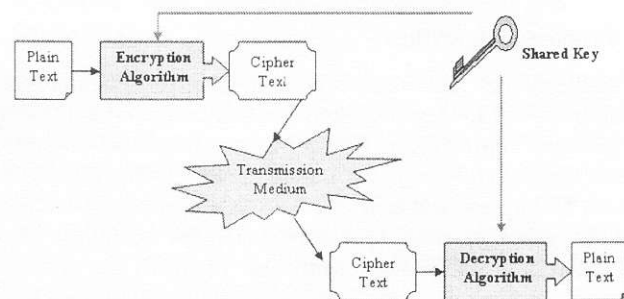 Plain
Text
Encryption
Algorithm
Cipher
Text
Shared Key
Transmission
Medium
Cipher
Text
Decryption
Algorithm
Plain
Text